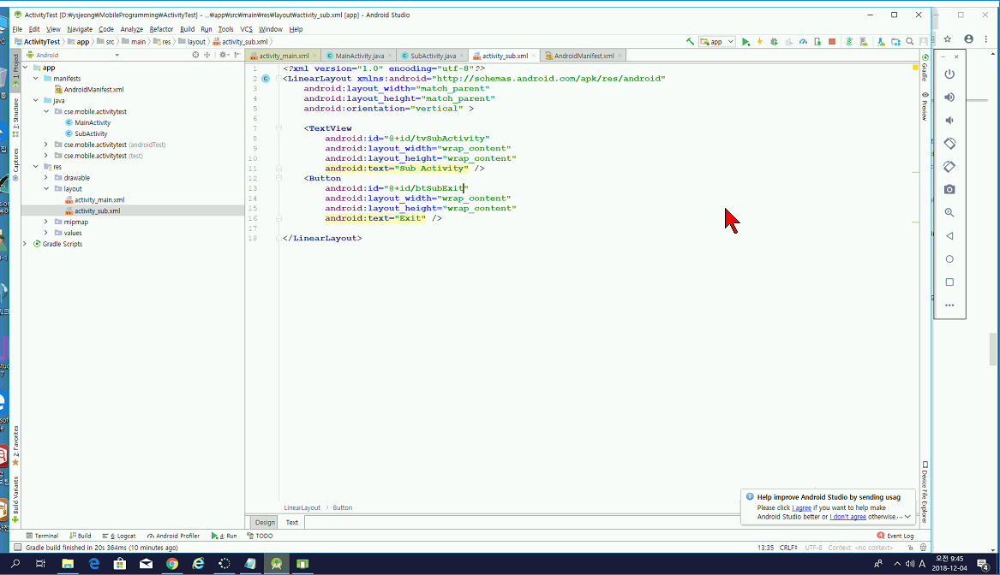 ActivityTest [D:₩ysjeong₩MobileProgramming₩ActivityTest] - ...₩app₩src₩main₩res₩layout₩activity_sub.xml [app] - Android Studio
File Edit View Navigate Code Analyze Refactor Build Run Tools VCS Window Help
ActivityTest app src main res layout activity_sub.xml
app
Android
activity_main.xml MainActivity.java SubActivity.java activity_sub.xml AndroidManifest.xml
1: Project
Z: Structure
Captures
2: Favorites
Build Variants
app
manifests
AndroidManifest.xml
java
cse.mobile.activitytest
MainActivity
SubActivity
cse.mobile.activitytest (androidTest)
cse.mobile.activitytest (test)
res
drawable
layout
activity_main.xml
activity_sub.xml
mipmap
values
Gradle Scripts
1 <?xml version="1.0" encoding="utf-8"?>
2 <LinearLayout xmlns:android="http://schemas.android.com/apk/res/android"
3 android:layout_width="match_parent"
4 android:layout_height="match_parent"
5 android:orientation="vertical" >
6
7 <TextView
8 android:id="@+id/tvSubActivity"
9 android:layout_width="wrap_content"
10 android:layout_height="wrap_content"
11 android:text="Sub Activity" />
12 <Button
13 android:id="@+id/btSubExit"
14 android:layout_width="wrap_content"
15 android:layout_height="wrap_content"
16 android:text="Exit" />
17
18 </LinearLayout>
Gradle
Preview
Device File Explorer
LinearLayout › Button
Design Text
Help improve Android Studio by sending usag
Please click I agree if you want to help make
Android Studio better or I don't agree otherwise....
Terminal Build 6: Logcat Android Profiler 4: Run TODO
Event Log
Gradle build finished in 20s 364ms (10 minutes ago)
13:35 CRLF÷ UTF-8 Context: <no context>
A
오전 9:45
2018-12-04
4